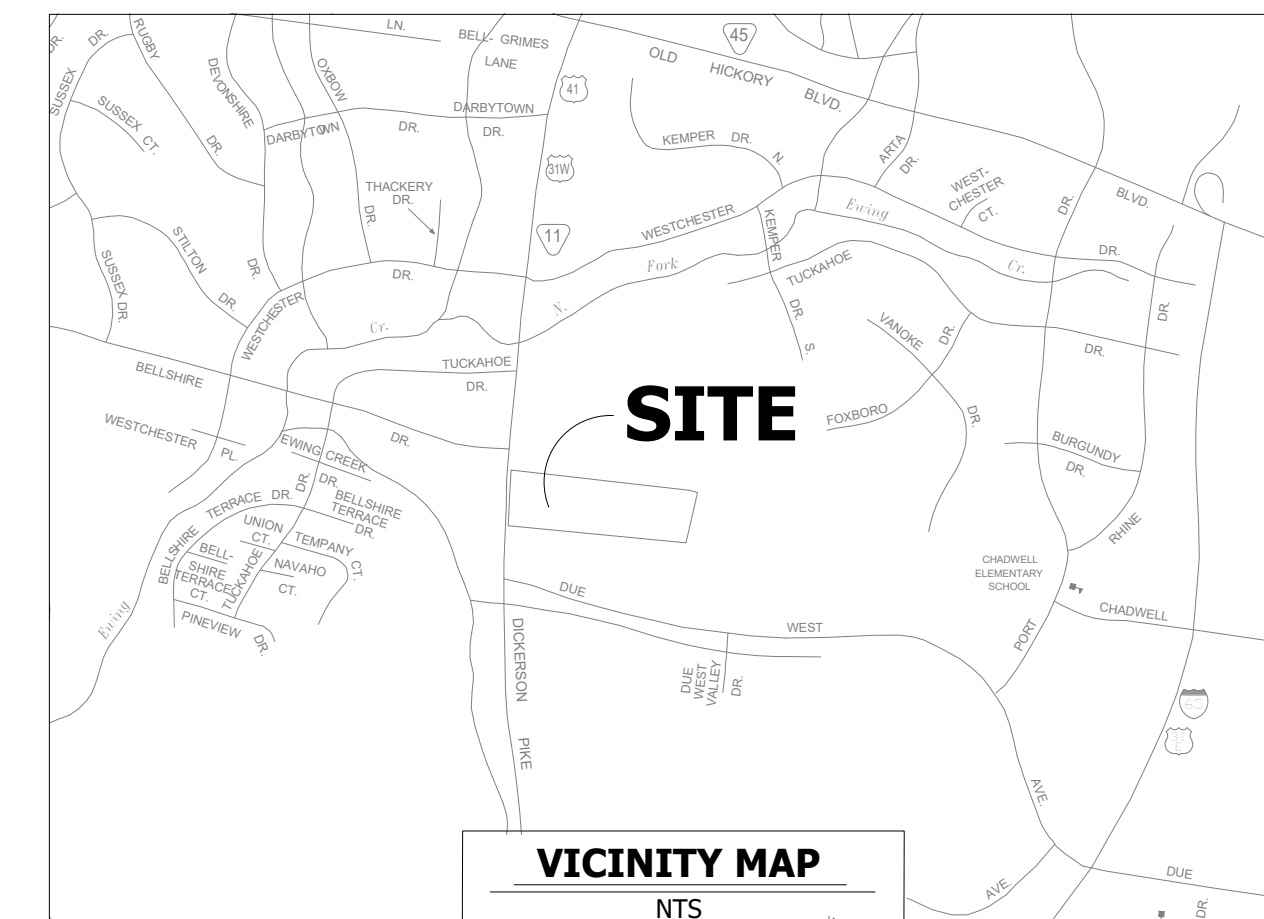 LN.
BELL- GRIMES
LANE
45
OLD
HICKORY
BLVD.
DR.
DR.
RUGBY
DR.
SUSSEX
SUSSEX CT.
DEVONSHIRE
DR.
OXBOW
DR.
41
DARBYTOWN
DR.
DARBYTOWN
DR.
31W
THACKERY
DR.
11
KEMPER DR.
N.
ARTA
DR.
WEST-
CHESTER
CT.
DR.
BLVD.
WESTCHESTER
DR.
Ewing
Fork
Cr.
KEMPER
DR.
S.
TUCKAHOE
DR.
DR.
STILTON
DR.
SUSSEX DR.
WESTCHESTER
DR.
Cr.
N.
TUCKAHOE
DR.
VANOKE
DR.
DR.
FOXBORO
BELLSHIRE
DR.
SITE
WESTCHESTER
PL.
EWING CREEK
DR.
BURGUNDY
DR.
RHINE
TERRACE DR.
DR.
BELLSHIRE
TERRACE
DR.
BELLSHIRE
UNION
CT.
TEMPANY
CT.
BELL-
SHIRE
TERRACE
CT.
TUCKAHOE
NAVAHO
CT.
PINEVIEW
DR.
Ewing
CHADWELL
ELEMENTARY
SCHOOL
CHADWELL
PORT
DUE
WEST
DICKERSON
PIKE
DUE
WEST
VALLEY
DR.
65
31
E
AVE.
VICINITY MAP
NTS
AVE.
DUE
DR.